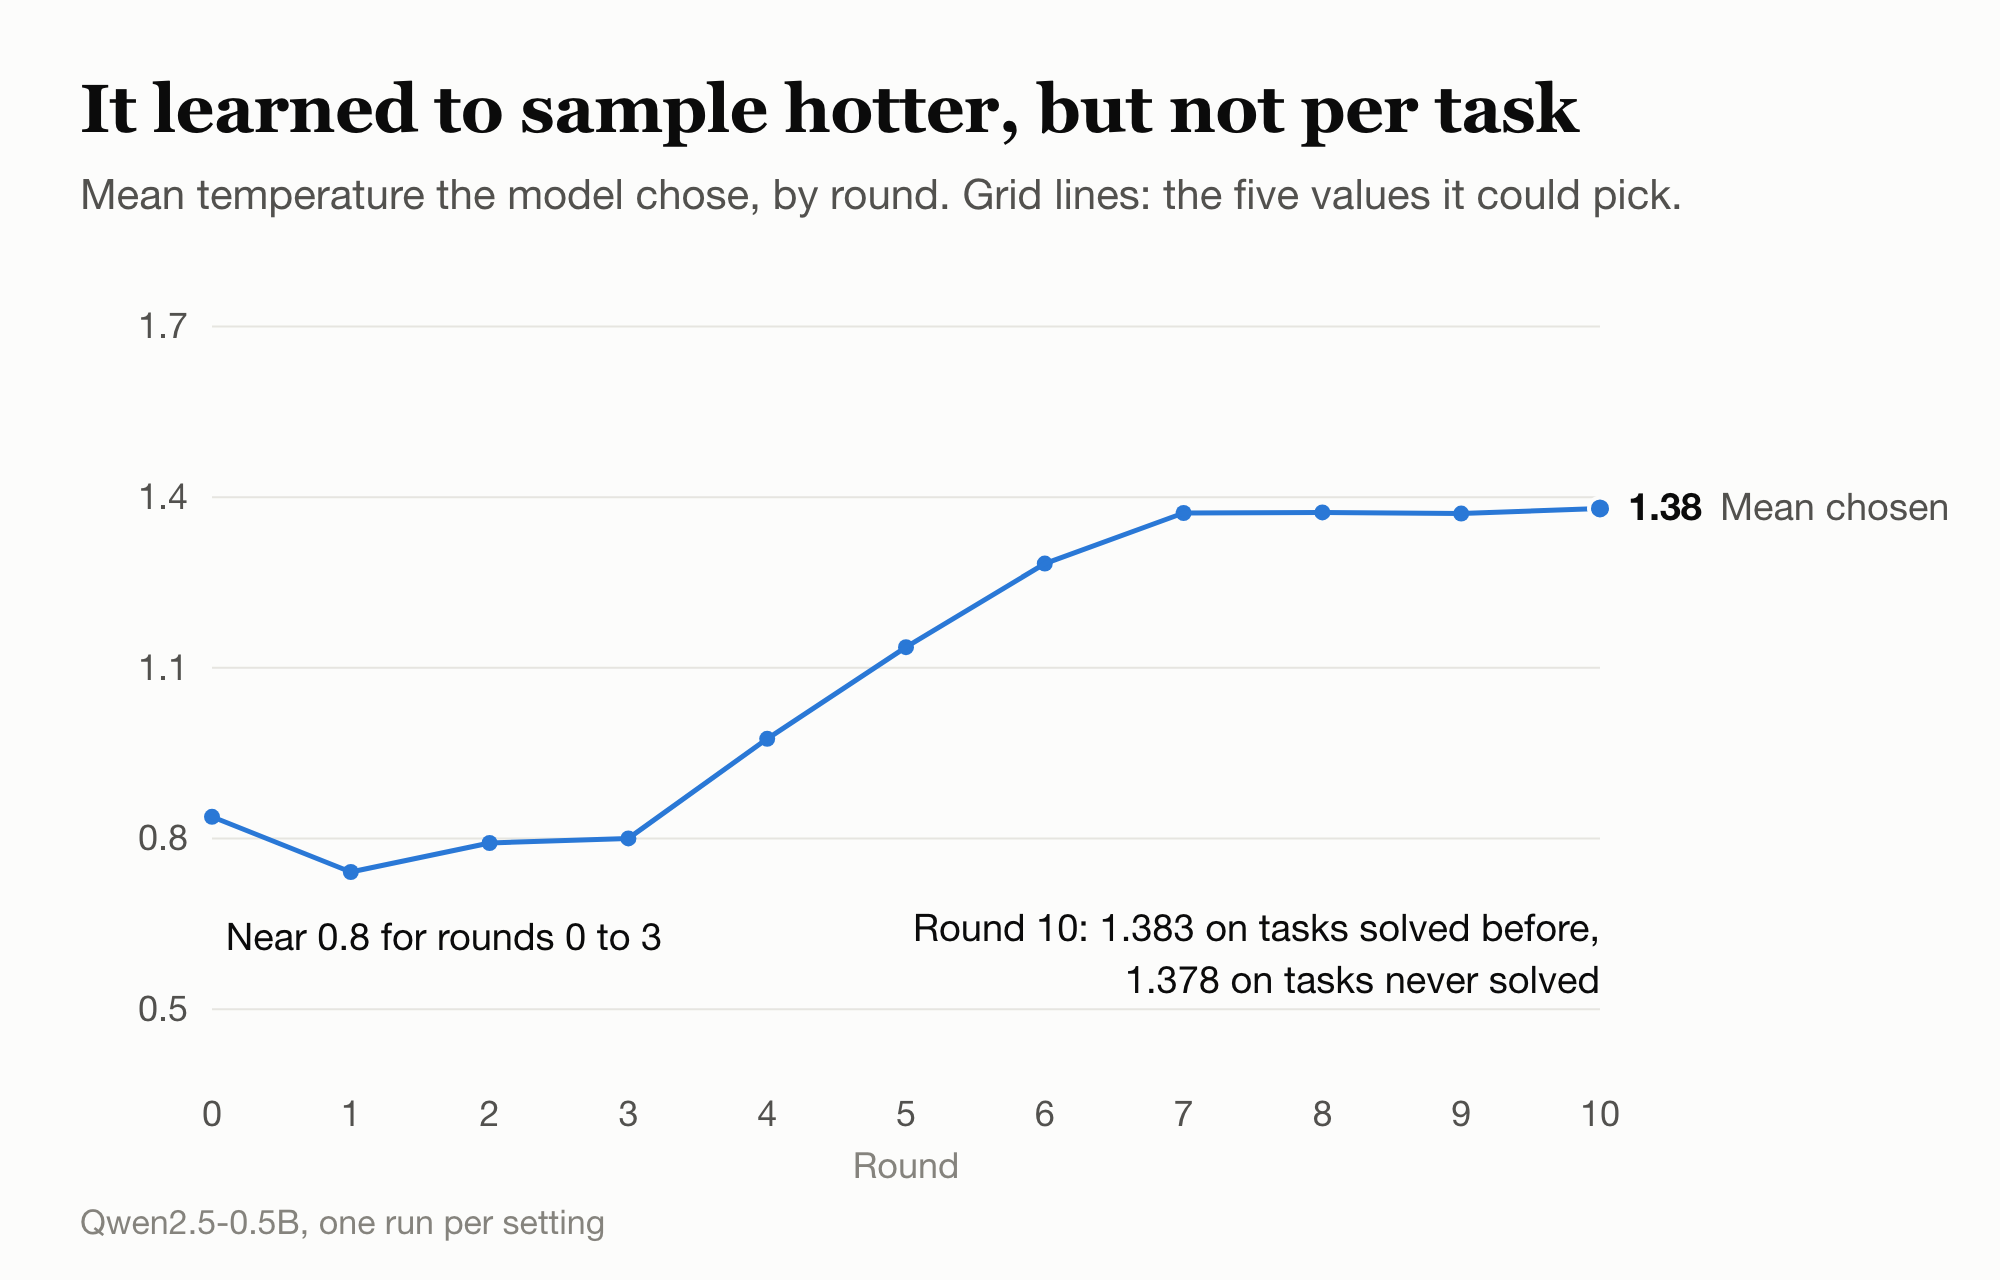 It learned to sample hotter, but not per task
Mean temperature the model chose, by round. Grid lines: the five values it could pick.
1.7
1.4
1.38 Mean chosen
1.1
0.8
Near 0.8 for rounds 0 to 3
Round 10: 1.383 on tasks solved before,
1.378 on tasks never solved
0.5
0 1 2 3 4 5 6 7 8 9 10
Round
Qwen2.5-0.5B, one run per setting